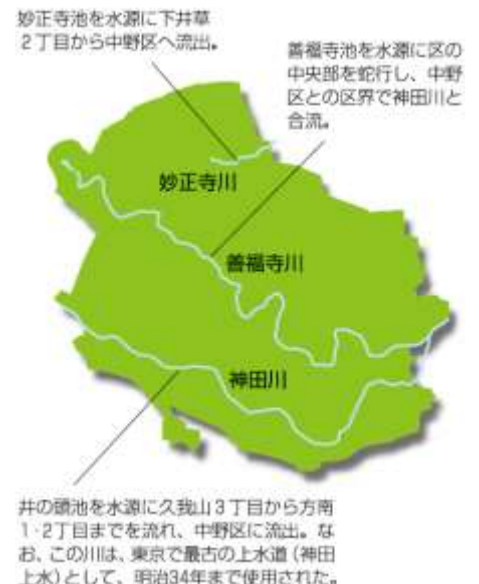 妙正寺池を水源に下井草
2丁目から中野区へ流出。
善福寺池を水源に区の
中央部を蛇行し、中野
区との区界で神田川と
合流。
妙正寺川
善福寺川
神田川
井の頭池を水源に久我山3丁目から方南
1・2丁目までを流れ、中野区に流出。な
お、この川は、東京で最古の上水道(神田
上水)として、明治34年まで使用された。